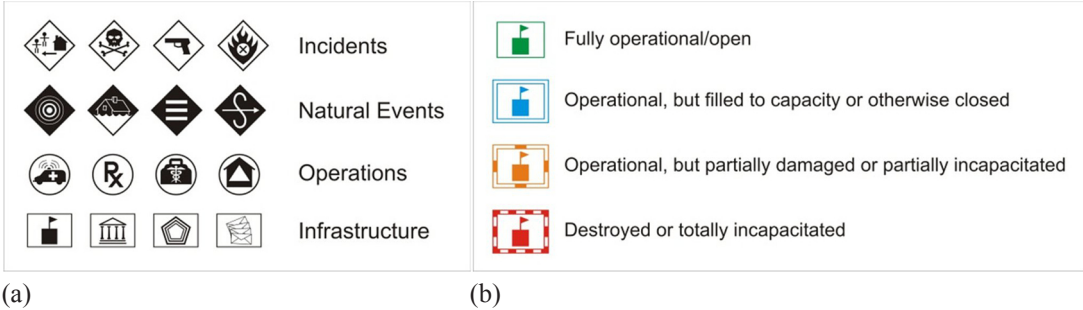 Incidents
Natural Events
Rx
Operations
Infrastructure
Fully operational/open
Operational, but filled to capacity or otherwise closed
Operational, but partially damaged or partially incapacitated
Destroyed or totally incapacitated
(a)
(b)